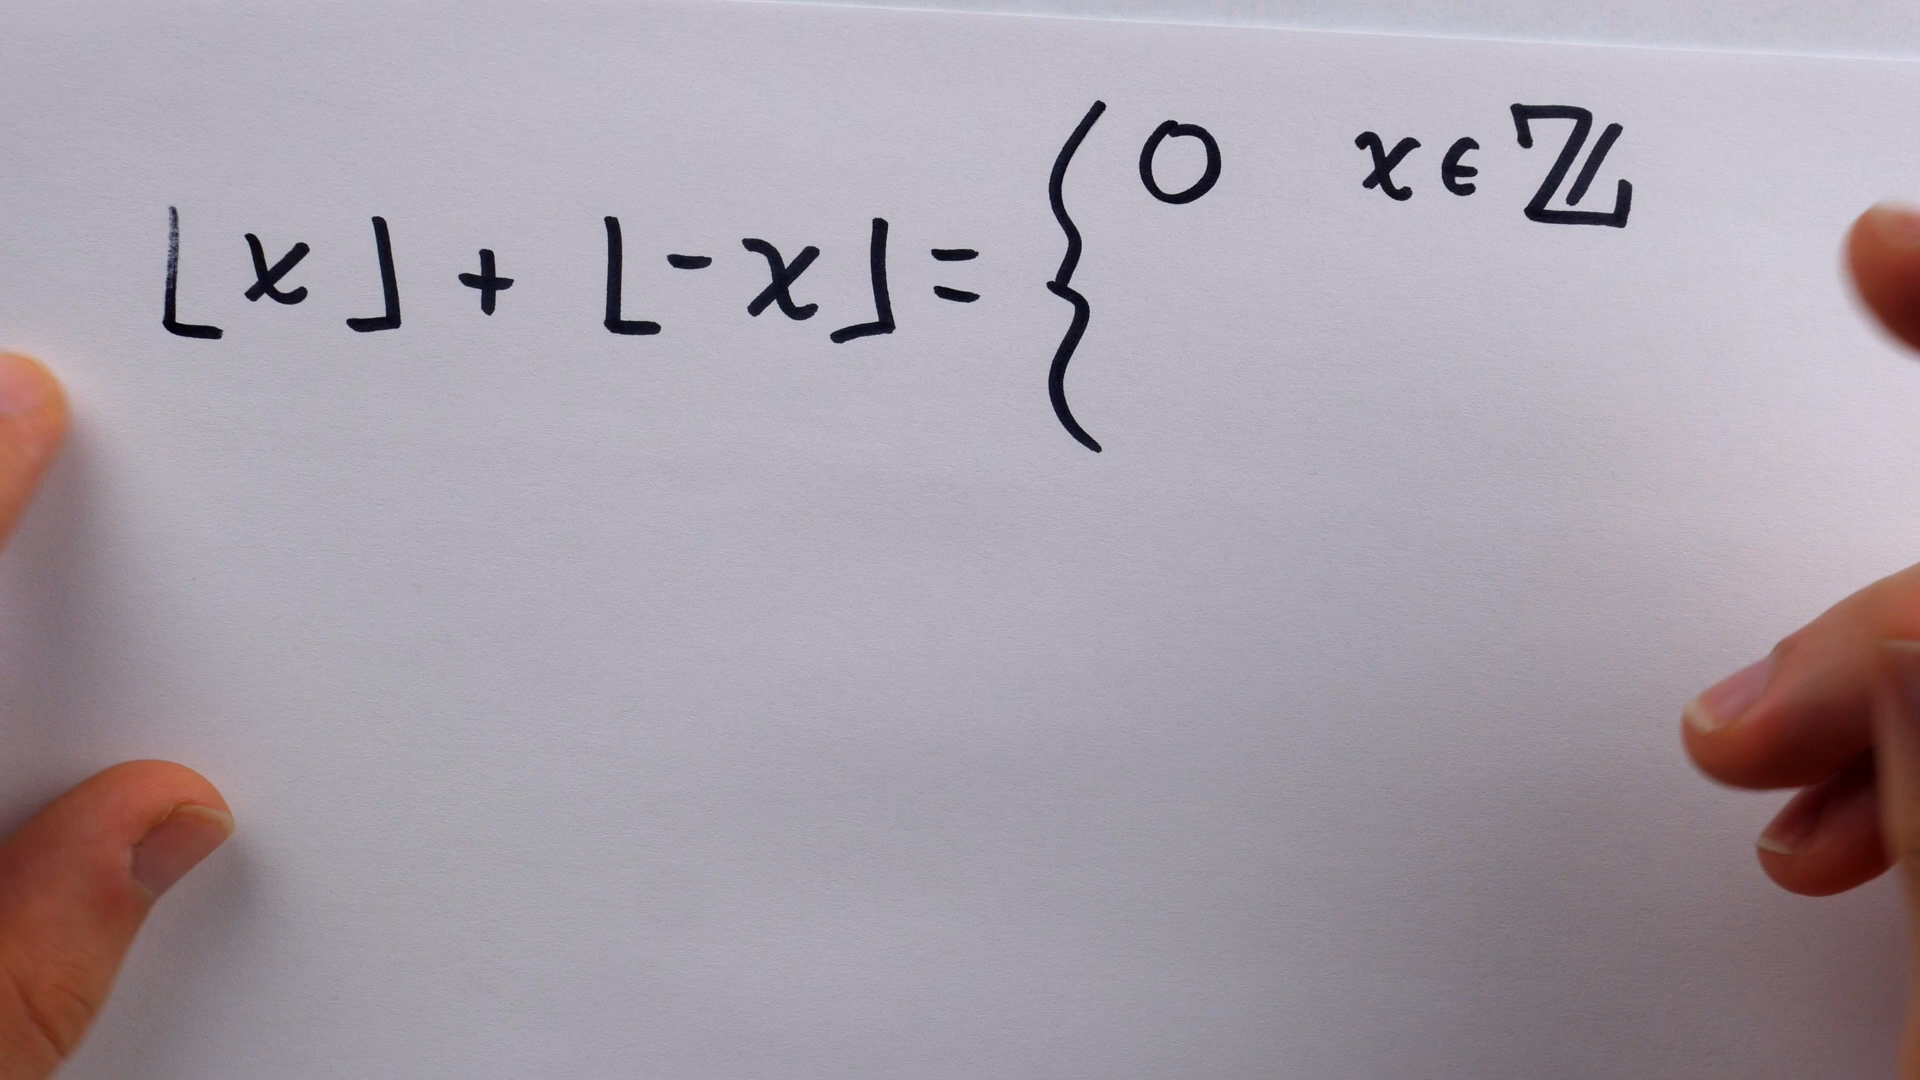 ⌊x⌋ + ⌊-x⌋ = { 0 x ∈ ℤ